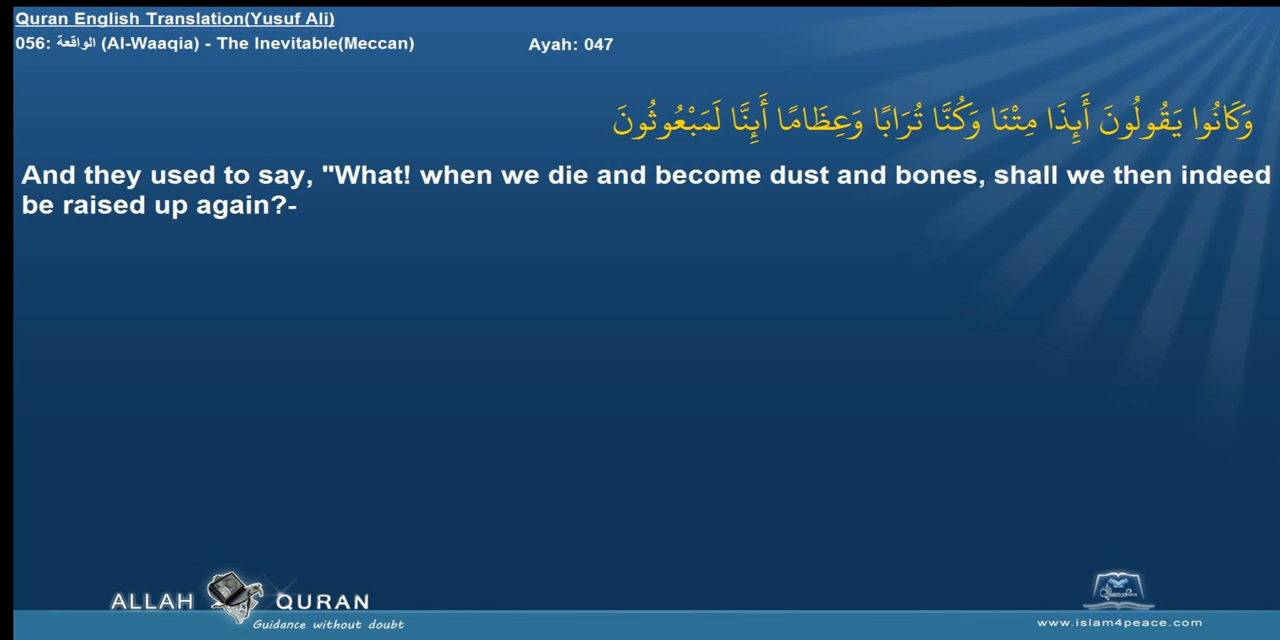 Quran English Translation(Yusuf Ali)
056: الواقعة (Al-Waaqia) - The Inevitable(Meccan) Ayah: 047
وَكَانُوا يَقُولُونَ أَيِٕذَا مِتْنَا وَكُنَّا تُرَابًا وَعِظَامًا أَيِٕنَّا لَمَبْعُوثُونَ
And they used to say, "What! when we die and become dust and bones, shall we then indeed
be raised up again?-
ALLAH QURAN
Guidance without doubt
www.islam4peace.com